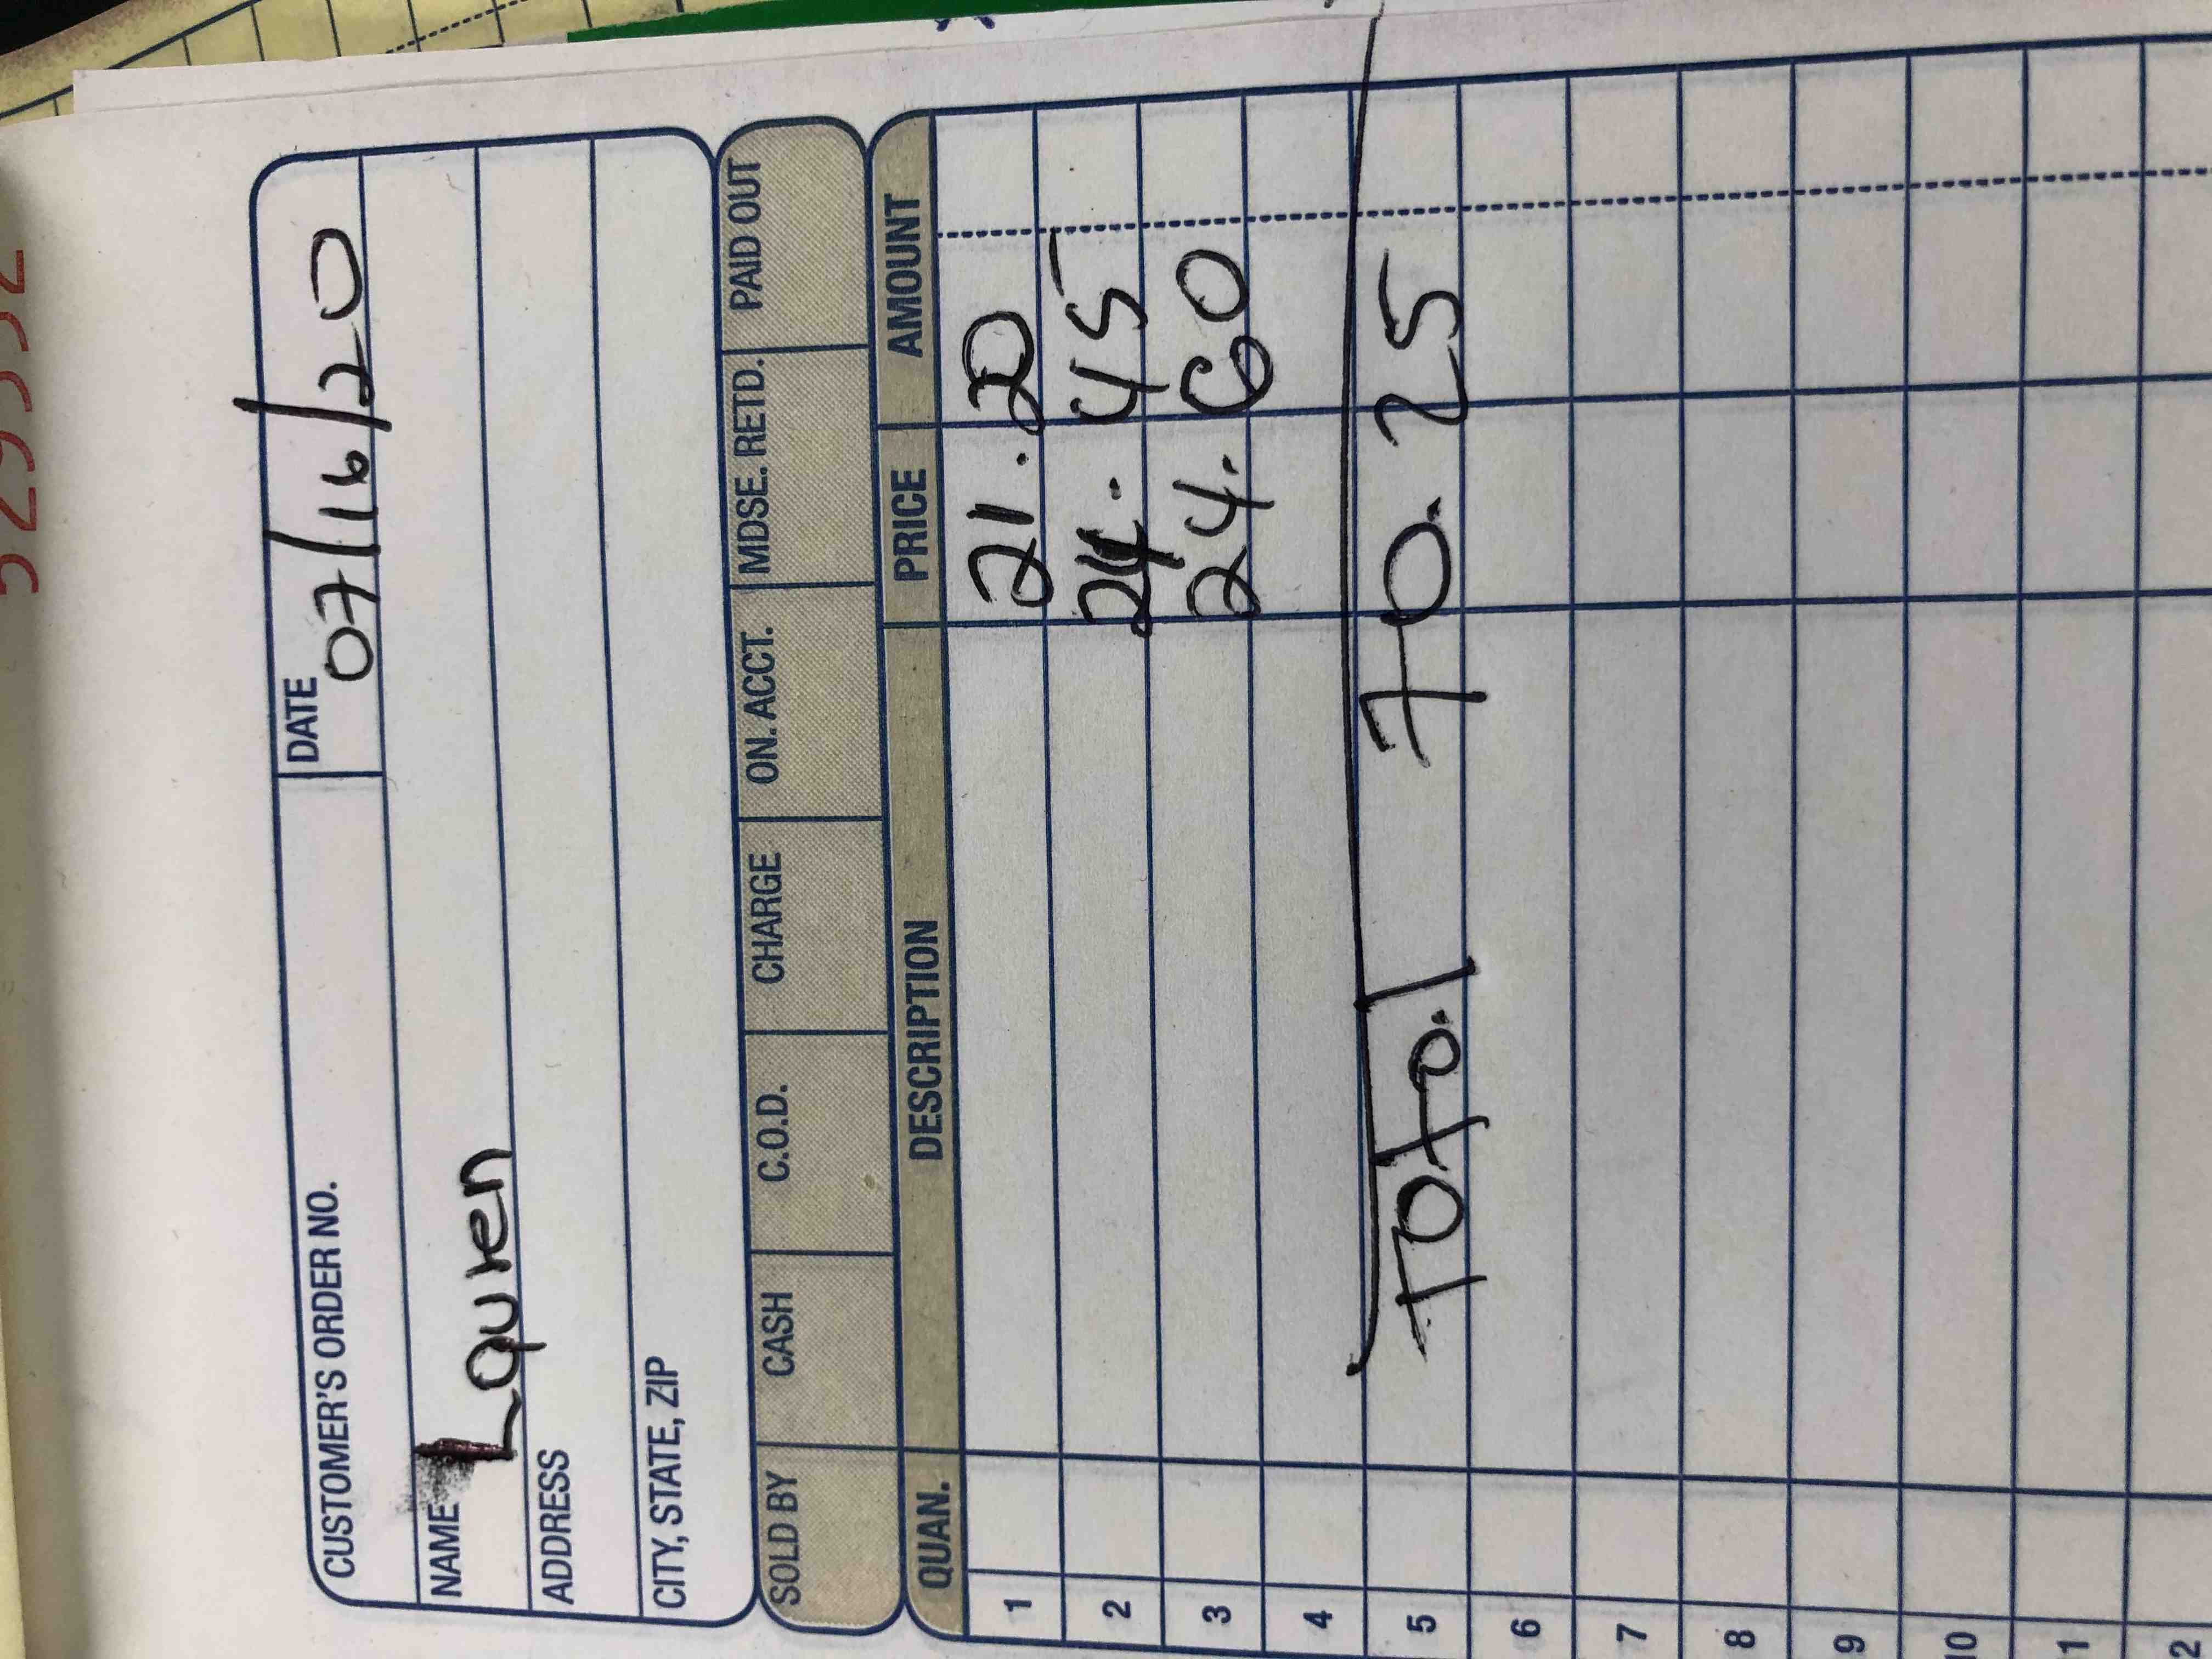 CUSTOMER'S ORDER NO. DATE 07/16/20
NAME Lauren
ADDRESS
CITY, STATE, ZIP
SOLD BY CASH C.O.D. CHARGE ON. ACCT. MDSE. RETD. PAID OUT
QUAN. DESCRIPTION PRICE AMOUNT
1 21.20
2 24.45
3 24.60
4
5 Total 70.25
6
7
8
9
10
1
2